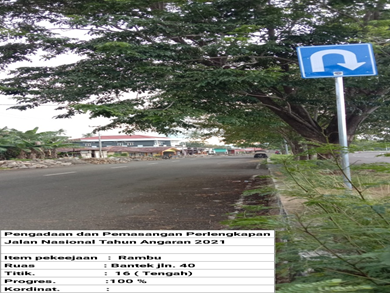 Pengadaan dan Pemasangan Perlengkapan
Jalan Nasional Tahun Angaran 2021
Item pekeejaan : Rambu
Ruas : Bantek jln. 40
Titik. : 16 ( Tengah)
Progres. :100 %
Kordinat. :